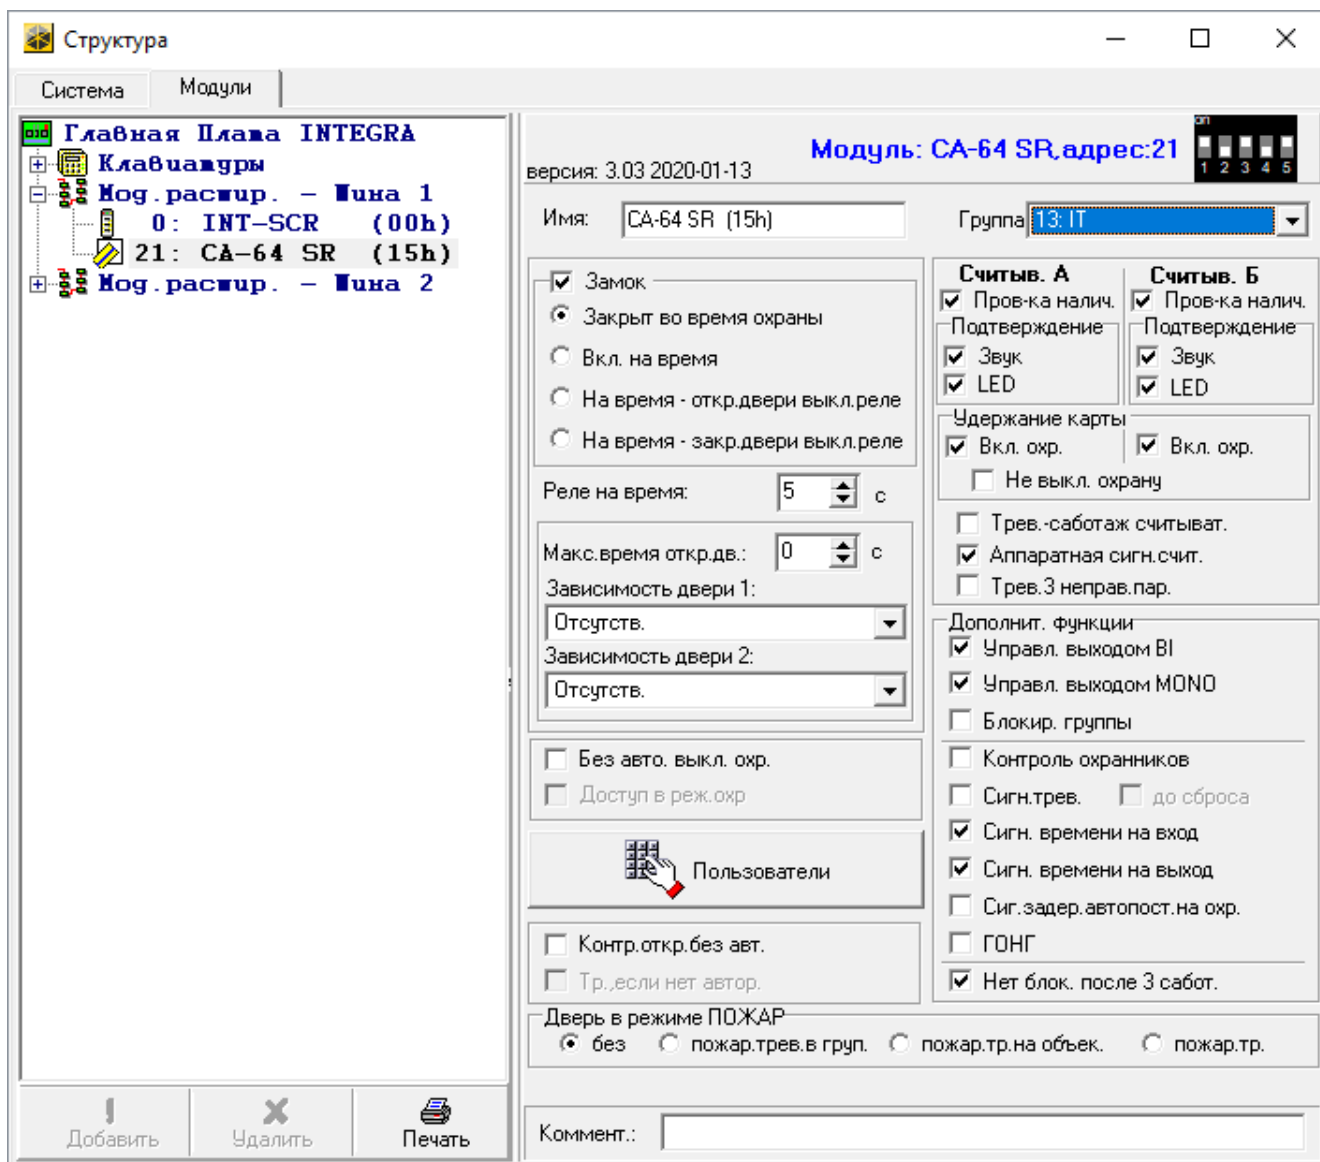 Структура
Система
Модули
Главная Плата INTEGRA
Клавиатуры
Мод.расшир. – Шина 1
0: INT-SCR (00h)
21: CA-64 SR (15h)
Мод.расшир. – Шина 2
Добавить
Удалить
Печать
версия: 3.03 2020-01-13
Модуль: CA-64 SR,адрес:21
on
1 2 3 4 5
Имя: CA-64 SR (15h)
Группа 13: IT
Замок
Закрыт во время охраны
Вкл. на время
На время - откр.двери выкл.реле
На время - закр.двери выкл.реле
Реле на время: 5 с
Макс.время откр.дв.: 0 с
Зависимость двери 1:
Отсутств.
Зависимость двери 2:
Отсутств.
Без авто. выкл. охр.
Доступ в реж.охр
Пользователи
Контр.откр.без авт.
Тр.,если нет автор.
Считыв. А Считыв. Б
Пров-ка налич. Пров-ка налич.
Подтверждение Подтверждение
Звук Звук
LED LED
Удержание карты
Вкл. охр. Вкл. охр.
Не выкл. охрану
Трев.-саботаж считыват.
Аппаратная сигн.счит.
Трев.3 неправ.пар.
Дополнит. функции
Управл. выходом BI
Управл. выходом MONO
Блокир. группы
Контроль охранников
Сигн.трев. до сброса
Сигн. времени на вход
Сигн. времени на выход
Сиг.задер.автопост.на охр.
ГОНГ
Нет блок. после 3 сабот.
Дверь в режиме ПОЖАР
без пожар.трев.в груп. пожар.тр.на объек. пожар.тр.
Коммент.: